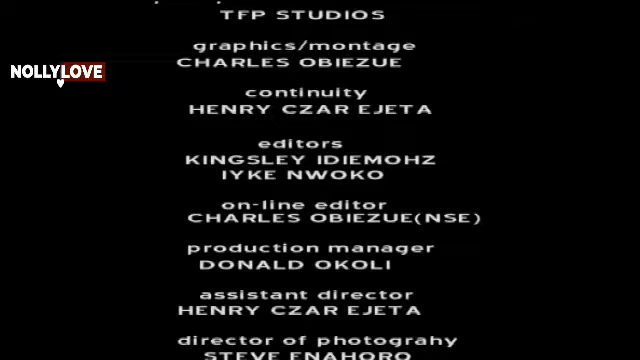 TFP STUDIOS
graphics/montage
CHARLES OBIEZUE
NOLLYLOVE
continuity
HENRY CZAR EJETA
editors
KINGSLEY IDIEMOHZ
IYKE NWOKO
on-line editor
CHARLES OBIEZUE(NSE)
production manager
DONALD OKOLI
assistant director
HENRY CZAR EJETA
director of photograhy
STEVE ENAHORO